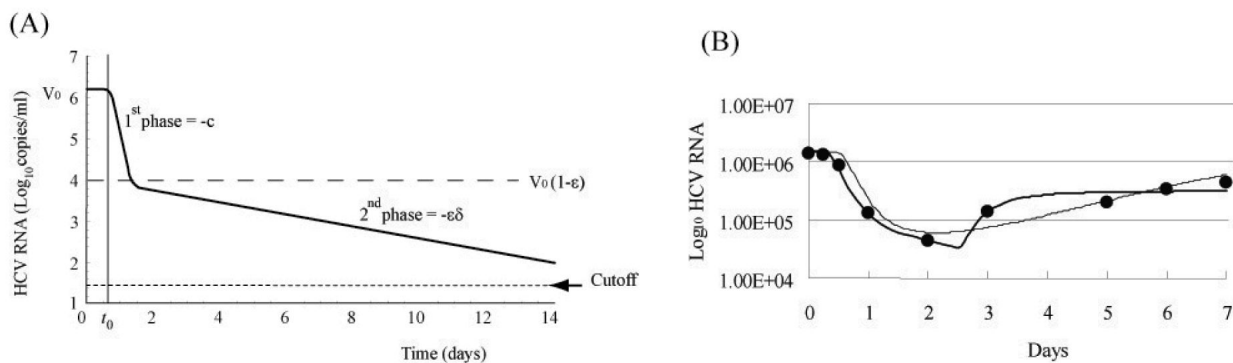 (A)
HCV RNA (Log10 copies/ml)
7
V0 6
5
4
3
2
1
1st phase = -c
V0 (1-ε)
2nd phase = -εδ
Cutoff
0 t0 2 4 6 8 10 12 14
Time (days)
(B)
Log10 HCV RNA
1.00E+07
1.00E+06
1.00E+05
1.00E+04
0 1 2 3 4 5 6 7
Days